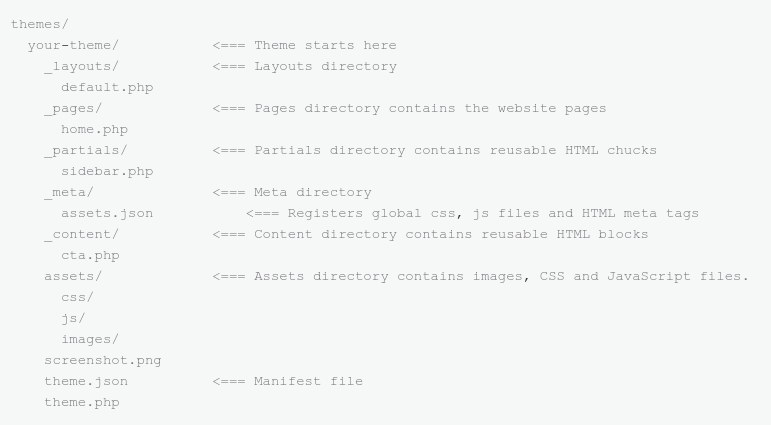 themes/
  your-theme/           <=== Theme starts here
    _layouts/           <=== Layouts directory
      default.php
    _pages/             <=== Pages directory contains the website pages
      home.php
    _partials/          <=== Partials directory contains reusable HTML chucks
      sidebar.php
    _meta/              <=== Meta directory
      assets.json           <=== Registers global css, js files and HTML meta tags
    _content/           <=== Content directory contains reusable HTML blocks
      cta.php
    assets/             <=== Assets directory contains images, CSS and JavaScript files.
      css/
      js/
      images/
    screenshot.png
    theme.json          <=== Manifest file
    theme.php